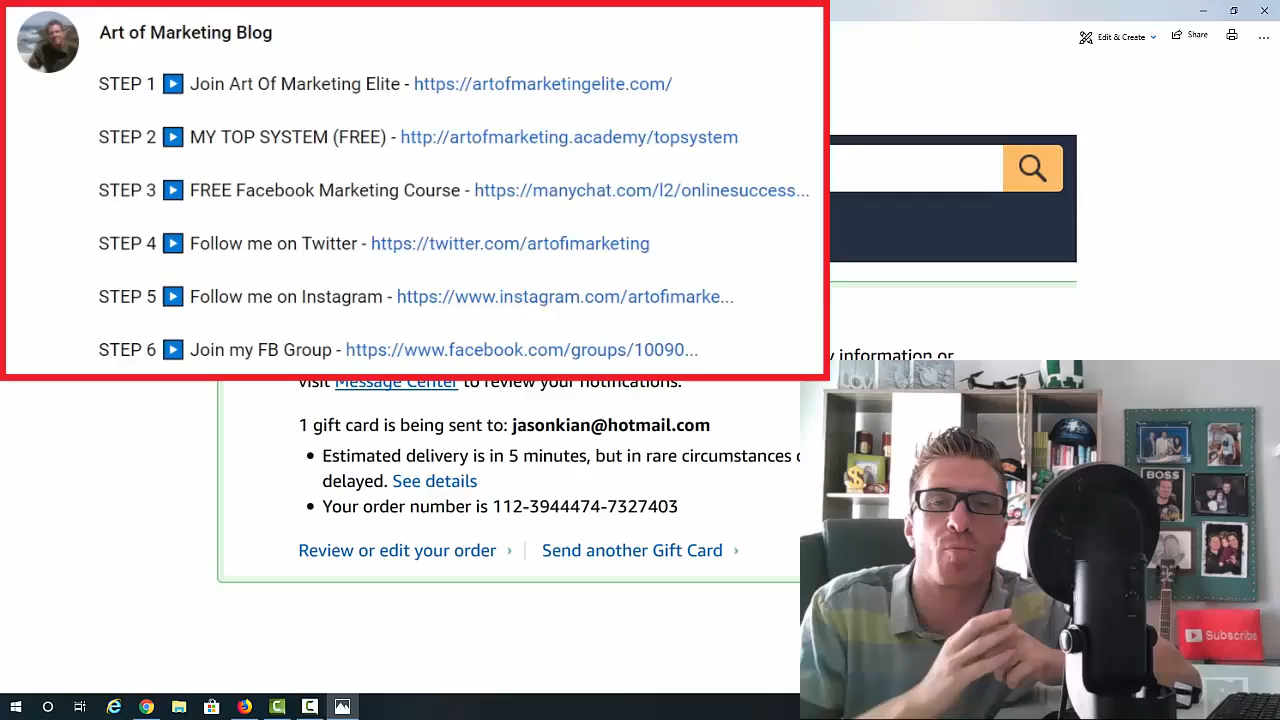 Art of Marketing Blog
STEP 1 ▶ Join Art Of Marketing Elite - https://artofmarketingelite.com/
STEP 2 ▶ MY TOP SYSTEM (FREE) - http://artofmarketing.academy/topsystem
STEP 3 ▶ FREE Facebook Marketing Course - https://manychat.com/l2/onlinesuccess...
STEP 4 ▶ Follow me on Twitter - https://twitter.com/artofimarketing
STEP 5 ▶ Follow me on Instagram - https://www.instagram.com/artofimarke...
STEP 6 ▶ Join my FB Group - https://www.facebook.com/groups/10090...
Edit & Create
Share
y information or
visit Message Center to review your notifications.
1 gift card is being sent to: jasonkian@hotmail.com
• Estimated delivery is in 5 minutes, but in rare circumstances
delayed. See details
• Your order number is 112-3944474-7327403
Review or edit your order
Send another Gift Card
BOSS
Subscribe